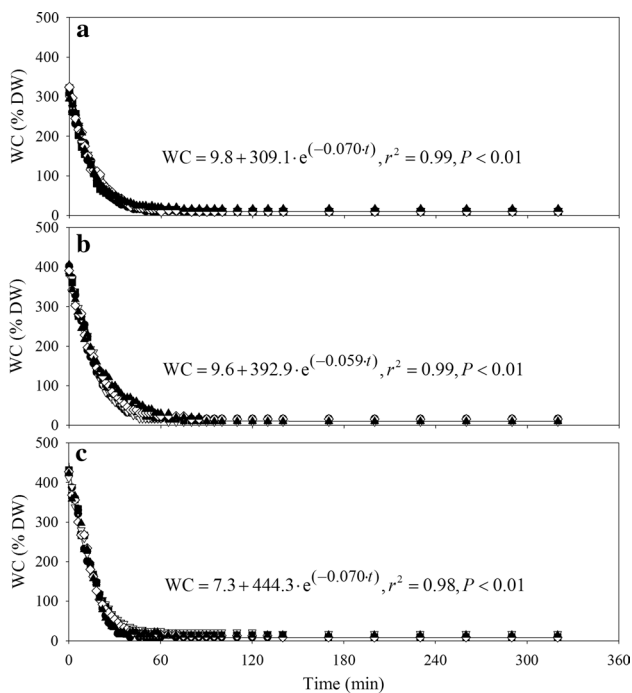 500
a
400
300
200
100
0
WC (% DW)
WC = 9.8 + 309.1 · e(−0.070·t), r² = 0.99, P < 0.01
500
b
400
300
200
100
0
WC (% DW)
WC = 9.6 + 392.9 · e(−0.059·t), r² = 0.99, P < 0.01
500
c
400
300
200
100
0
WC (% DW)
WC = 7.3 + 444.3 · e(−0.070·t), r² = 0.98, P < 0.01
0 60 120 180 240 300 360
Time (min)